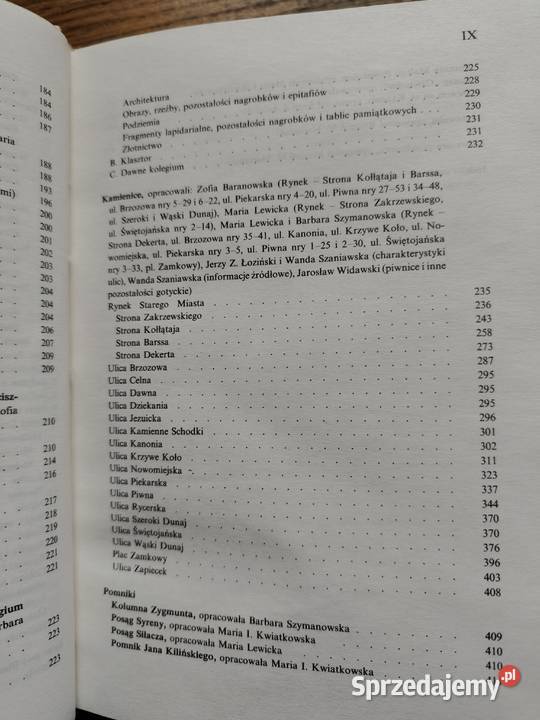 184
184
186
187
aria
188
188
mi) 193
196
200
200
201
202
203
203
204
204
206
207
209
209
cisz-
ofia
210
210
214
216
217
218
219
220
221
221
gium
bara 223
223
IX
Architektura 225
Obrazy, rzeźby, pozostałości nagrobków i epitafiów 228
Podziemia 229
Fragmenty lapidarialne, pozostałości nagrobków i tablic pamiątkowych 230
Złotnictwo 231
B. Klasztor 231
C. Dawne kolegium 232
Kamienice, opracowali: Zofia Baranowska (Rynek – Strona Kołłątaja i Barssa,
ul. Brzozowa nry 5–29 i 6–22, ul. Piekarska nry 4–20, ul. Piwna nry 27–53 i 34–48,
ul. Szeroki i Wąski Dunaj), Maria Lewicka (Rynek – Strona Zakrzewskiego,
ul. Świętojańska nry 2–14), Maria Lewicka i Barbara Szymanowska (Rynek –
Strona Dekerta, ul. Brzozowa nry 35–41, ul. Kanonia, ul. Krzywe Koło, ul. No-
womiejska, ul. Piekarska nry 3–5, ul. Piwna nry 1–25 i 2–30, ul. Świętojańska
nry 3–33, pl. Zamkowy), Jerzy Z. Łoziński i Wanda Szaniawska (charakterystyki
ulic), Wanda Szaniawska (informacje źródłowe), Jarosław Widawski (piwnice i inne
pozostałości gotyckie)
Rynek Starego Miasta 235
Strona Zakrzewskiego 236
Strona Kołłątaja 243
Strona Barssa 258
Strona Dekerta 273
Ulica Brzozowa 287
Ulica Celna 295
Ulica Dawna 295
Ulica Dziekania 295
Ulica Jezuicka 296
Ulica Kamienne Schodki 301
Ulica Kanonia 302
Ulica Krzywe Koło 311
Ulica Nowomiejska 323
Ulica Piekarska 337
Ulica Piwna 344
Ulica Rycerska 370
Ulica Szeroki Dunaj 370
Ulica Świętojańska 376
Ulica Wąski Dunaj 396
Plac Zamkowy 403
Ulica Zapiecek 408
Pomniki
Kolumna Zygmunta, opracowała Barbara Szymanowska 409
Posąg Syreny, opracowała Maria I. Kwiatkowska 410
Posąg Siłacza, opracowała Maria Lewicka 410
Pomnik Jana Kilińskiego, opracowała Maria I. Kwiatkowska
Sprzedajemy.pl